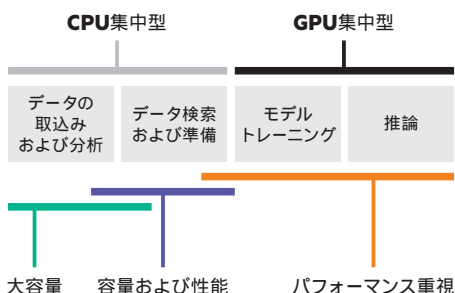 CPU集中型
GPU集中型
データの
取込み
および分析
データ検索
および準備
モデル
トレーニング
推論
大容量
容量および性能
パフォーマンス重視